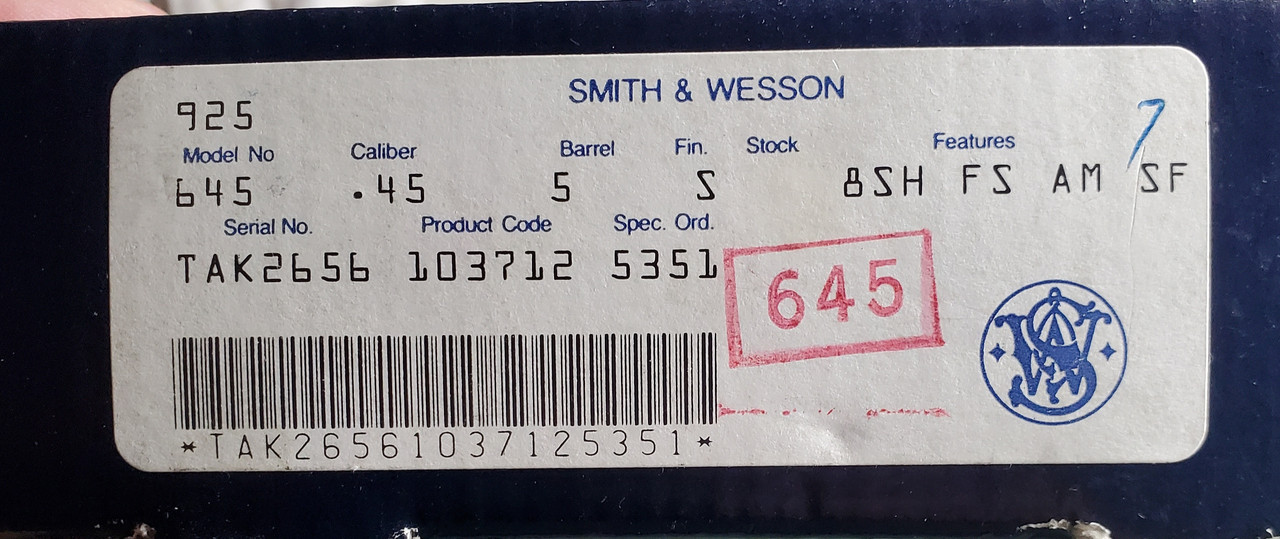 SMITH & WESSON
925
7
Model No Caliber Barrel Fin. Stock Features
645 .45 5 S 8SH FS AM SF
Serial No. Product Code Spec. Ord.
TAK2656 103712 5351
645
*TAK26561037125351*